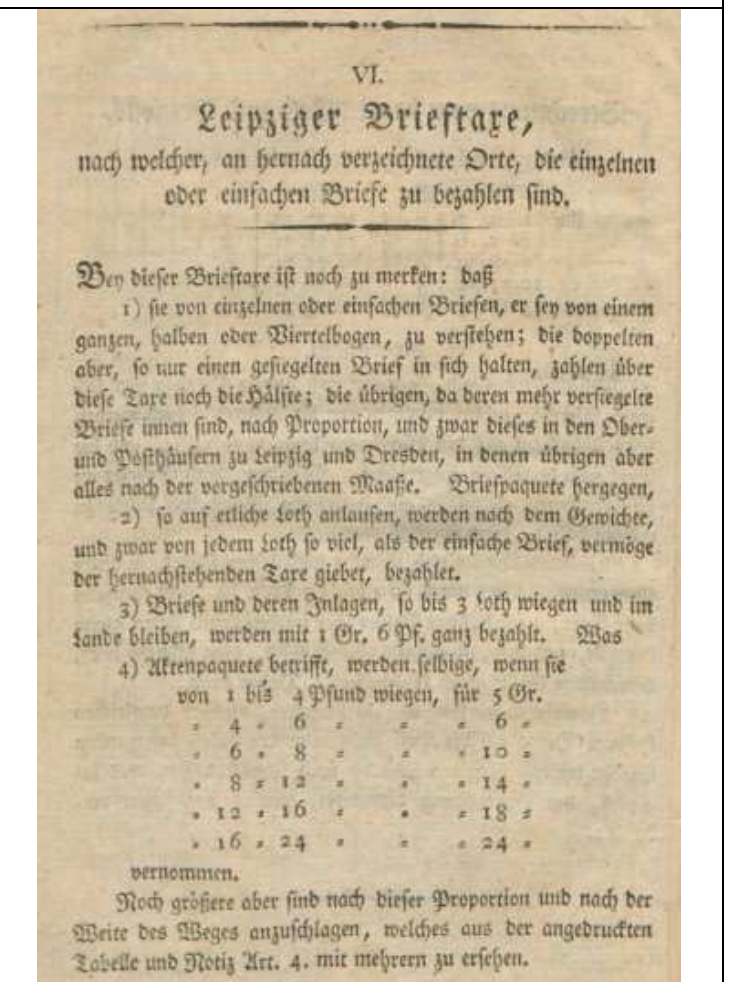 VI.
Leipziger Brieftaxe,
nach welcher, an hernach verzeichnete Orte, die einzelnen
oder einfachen Briefe zu bezahlen sind.
Bey dieser Brieftaxe ist noch zu merken: daß
1) sie von einzelnen oder einfachen Briefen, er sey von einem
ganzen, halben oder Viertelbogen, zu verstehen; die doppelten
aber, so nur einen gesiegelten Brief in sich halten, zahlen über
diese Taxe noch die Hälfte; die übrigen, da deren mehr versiegelte
Briefe innen sind, nach Proportion, und zwar dieses in den Ober-
und Posthäusern zu Leipzig und Dresden, in denen übrigen aber
alles nach der vorgeschriebenen Maaße. Briefpaquete hergegen,
2) so auf etliche Loth anlaufen, werden nach dem Gewichte,
und zwar von jedem Loth so viel, als der einfache Brief, vermöge
der hernachstehenden Taxe giebet, bezahlet.
3) Briefe und deren Inlagen, so bis 3 Loth wiegen und im
Lande bleiben, werden mit 1 Gr. 6 Pf. ganz bezahlt. Was
4) Aktenpaquete betrifft, werden selbige, wenn sie
von 1 bis 4 Pfund wiegen, für 5 Gr.
= 4 = 6 = = = 6 =
= 6 = 8 = = = 10 =
= 8 = 12 = = = 14 =
= 12 = 16 = = = 18 =
= 16 = 24 = = = 24 =
vernommen.
Noch größere aber sind nach dieser Proportion und nach der
Weite des Weges anzuschlagen, welches aus der angedruckten
Tabelle und Notiz Art. 4. mit mehrern zu ersehen.